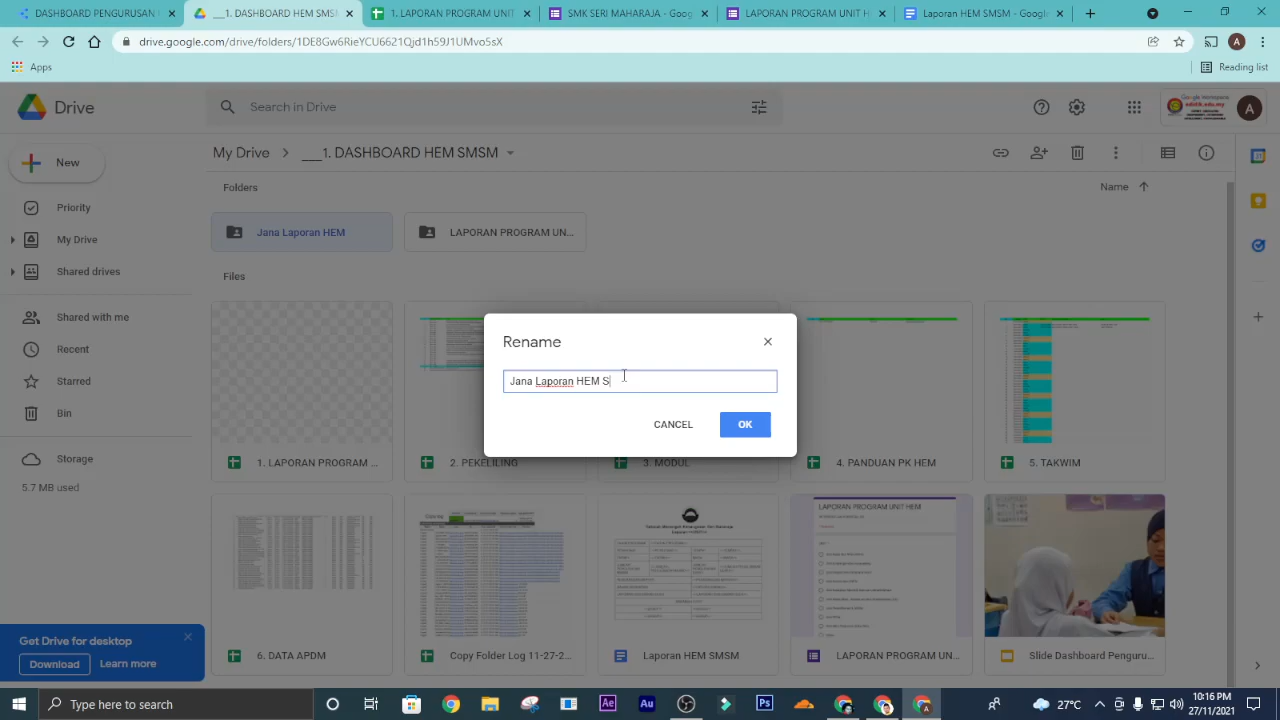 DASHBOARD PENGURUSAN
__1. DASHBOARD HEM SMS
1. LAPORAN PROGRAM UNIT
SMK SERI MAHARAJA - Goog
LAPORAN PROGRAM UNIT H
Laporan HEM SMSM - Google
drive.google.com/drive/folders/1DE8Gw6RieYCU6621Qjd1h59J1UMvo5sX
A
Apps
Reading list
Drive
Search in Drive
A
My Drive
___1. DASHBOARD HEM SMSM
New
Folders
Name
Priority
Jana Laporan HEM
LAPORAN PROGRAM UN...
My Drive
Shared drives
Files
Shared with me
Recent
Starred
Bin
Storage
5.7 MB used
Rename
Jana Laporan HEM S
CANCEL
OK
1. LAPORAN PROGRAM ...
2. PEKELILING
3. MODUL
4. PANDUAN PK HEM
5. TAKWIM
LAPORAN PROGRAM UNIT HEM
Get Drive for desktop
Download
Learn more
6. DATA APDM
Copy Folder Log 11-27-2...
Laporan HEM SMSM
LAPORAN PROGRAM UN...
Slide Dashboard Penguru...
Type here to search
Ae
Au
Ps
27°C
10:16 PM
27/11/2021